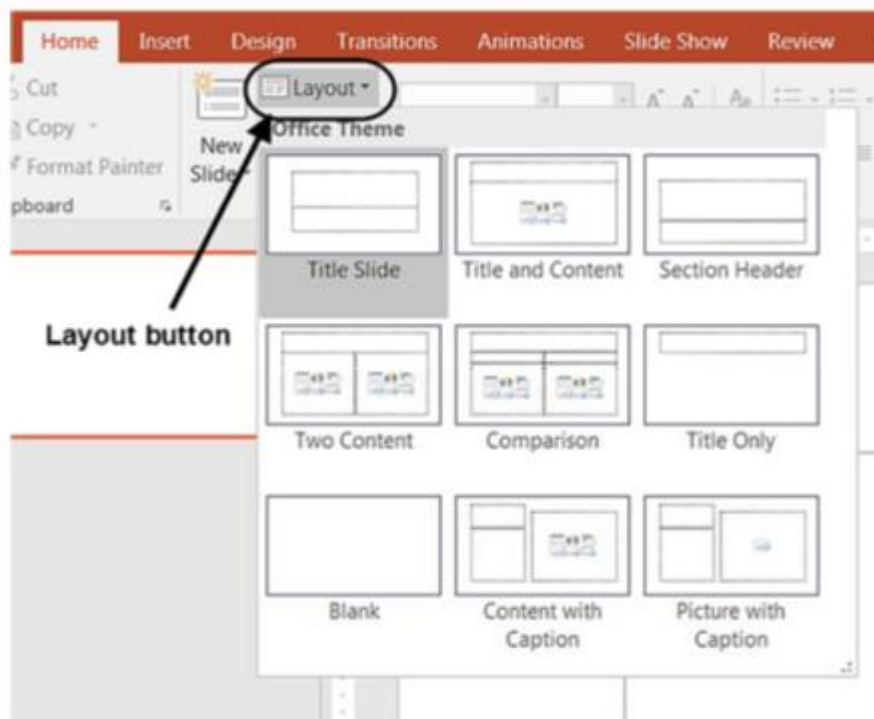 Home Insert Design Transitions Animations Slide Show Review
Cut
Layout
Copy
New
Slide
Office Theme
Format Painter
pboard
Title Slide Title and Content Section Header
Layout button
Two Content Comparison Title Only
Blank Content with Caption Picture with Caption